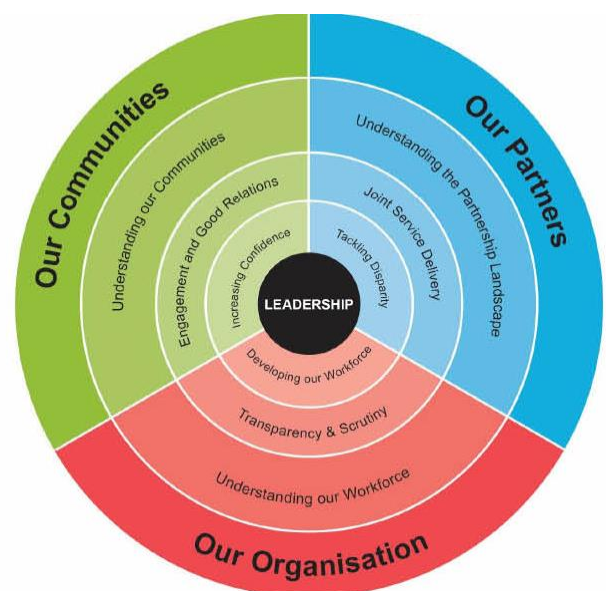 Our Communities
Understanding our Communities
Engagement and Good Relations
Increasing Confidence
Our Partners
Understanding the Partnership Landscape
Joint Service Delivery
Tackling Disparity
LEADERSHIP
Developing our Workforce
Transparency & Scrutiny
Understanding our Workforce
Our Organisation